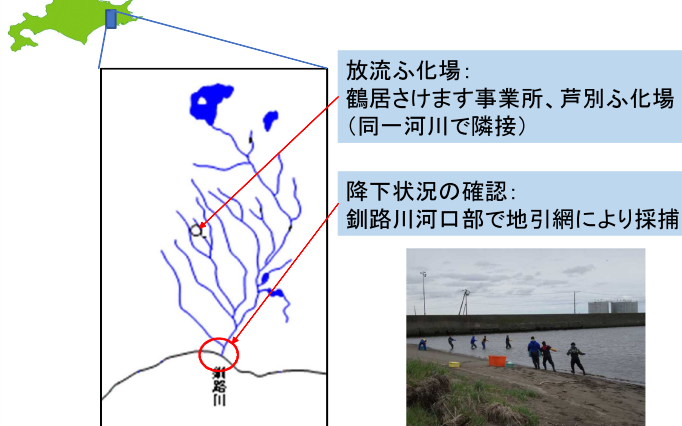 放流ふ化場：
鶴居さけます事業所、芦別ふ化場
（同一河川で隣接）
降下状況の確認：
釧路川河口部で地引網により採捕
釧路川